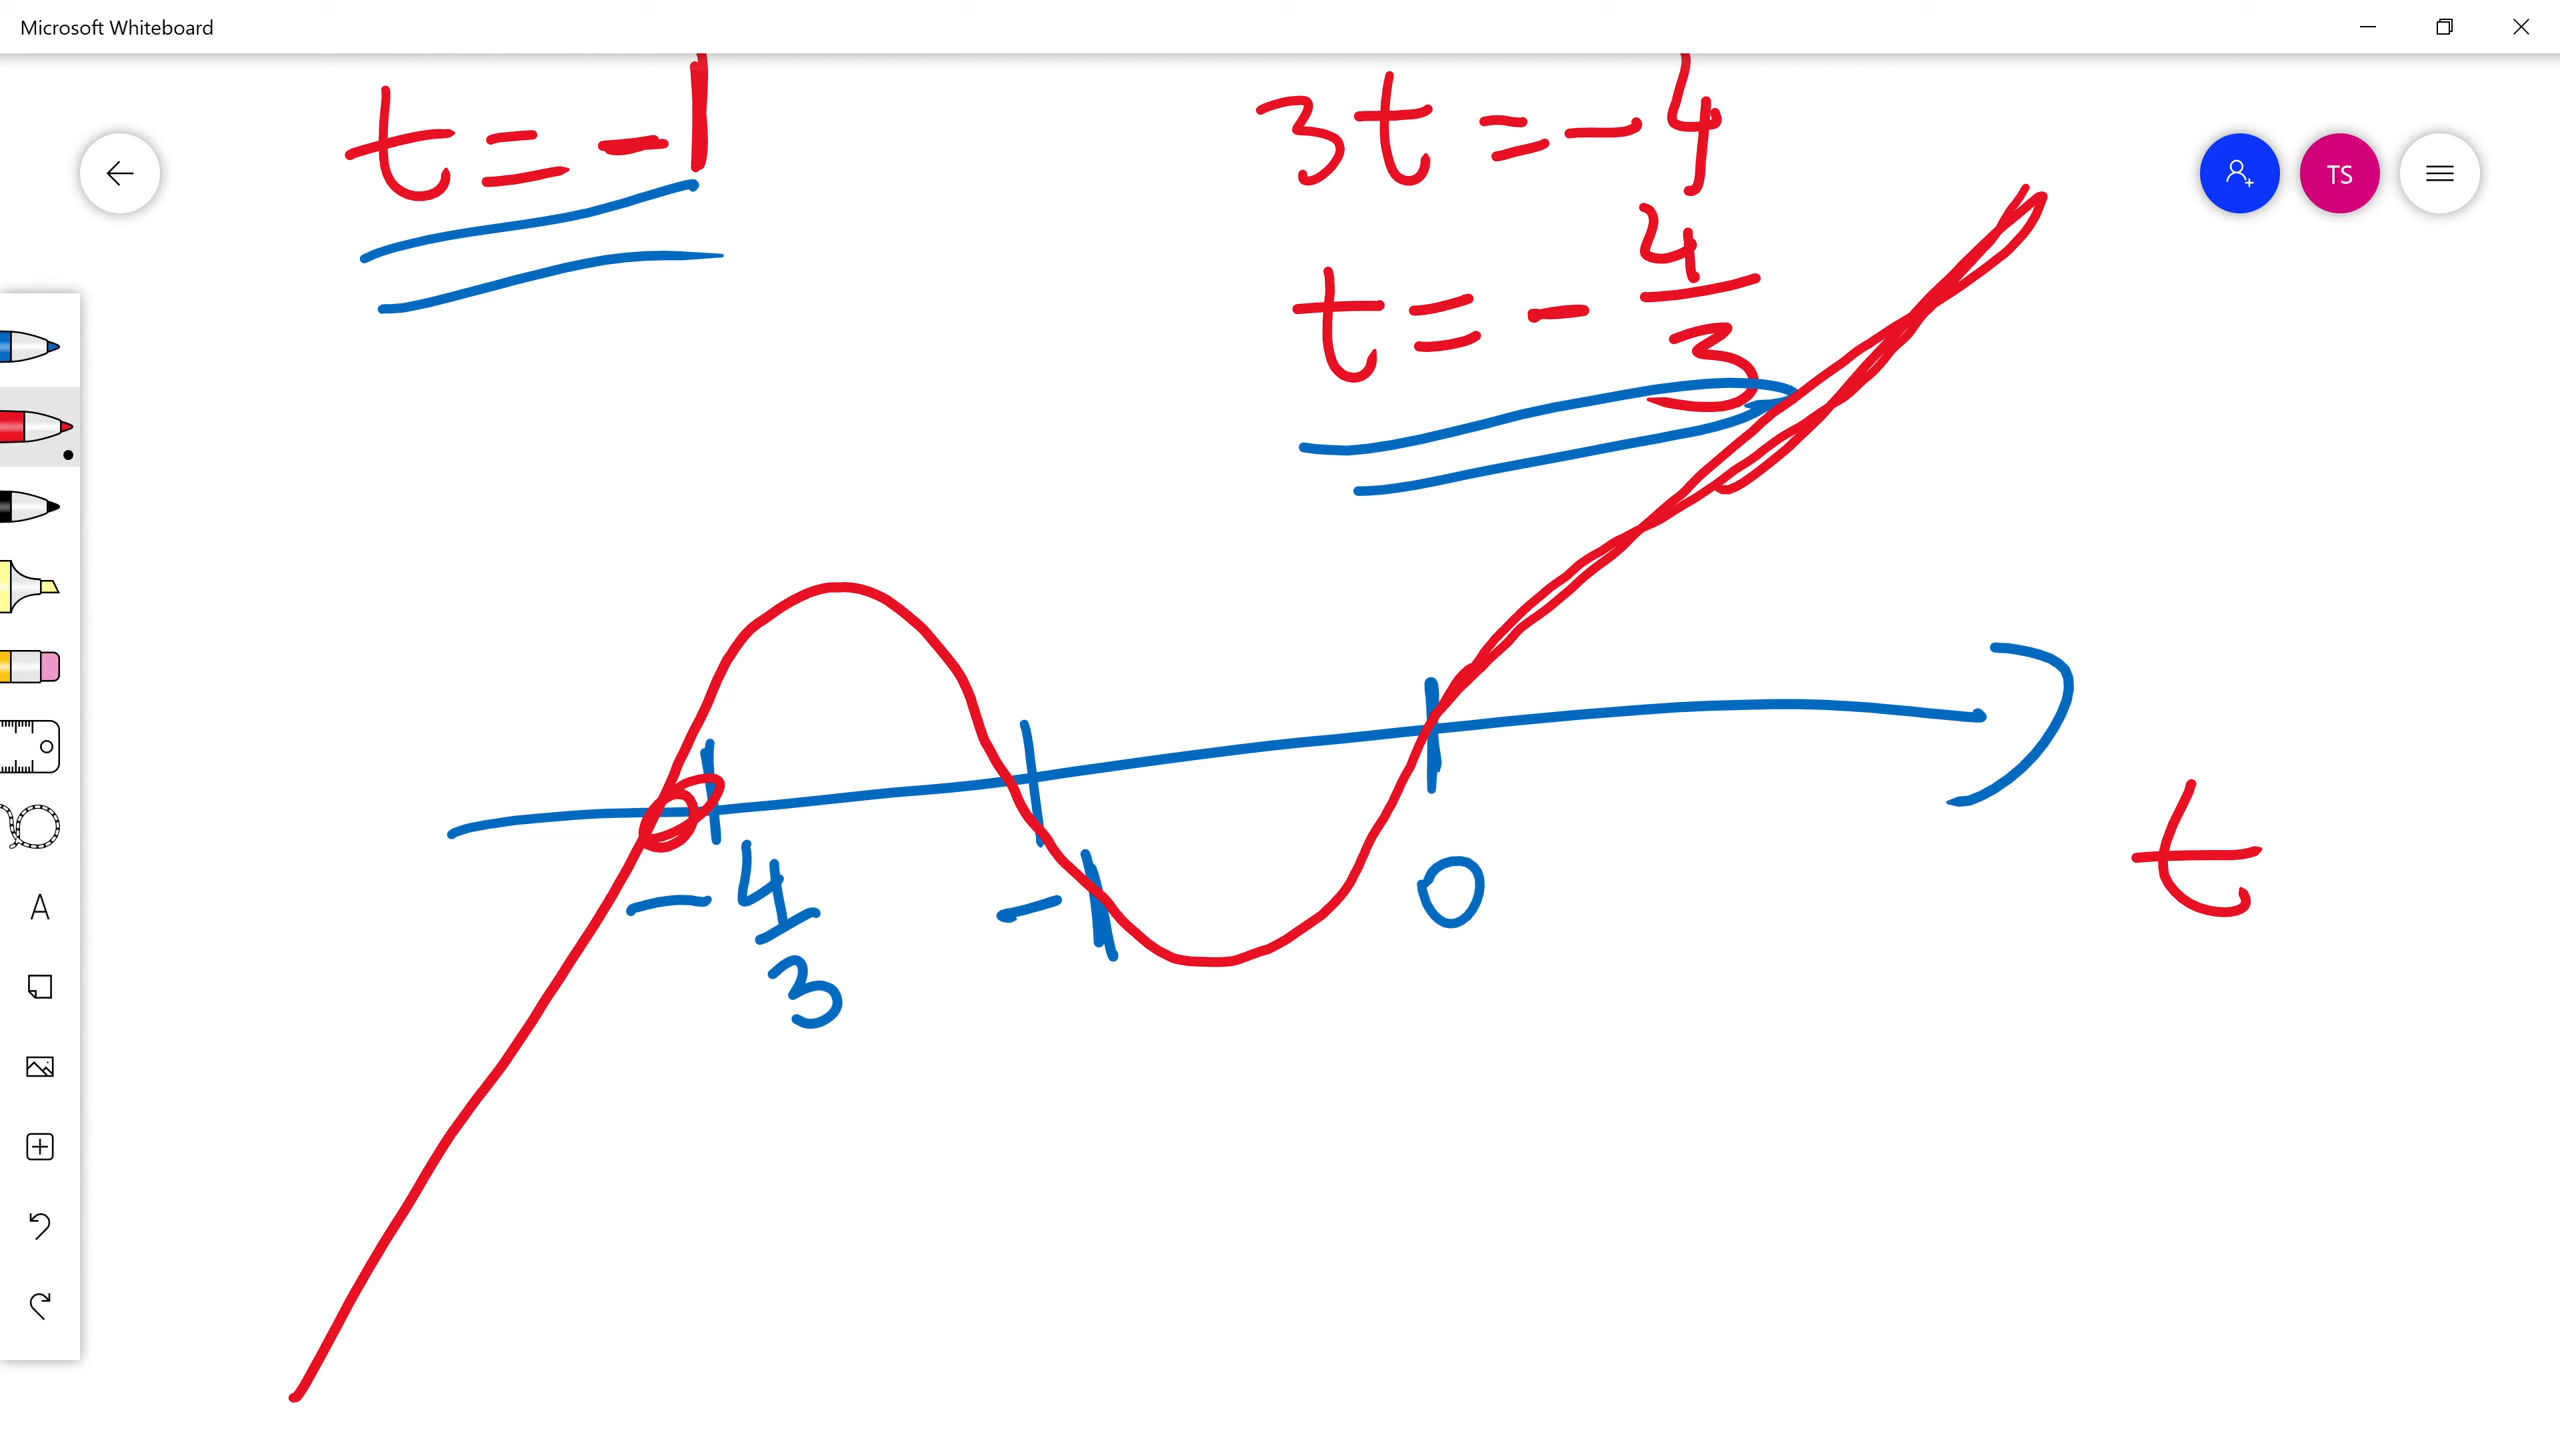 Microsoft Whiteboard
t = -1
3t = -4
TS
t = -4/3
-4/3
-1
0
t
A